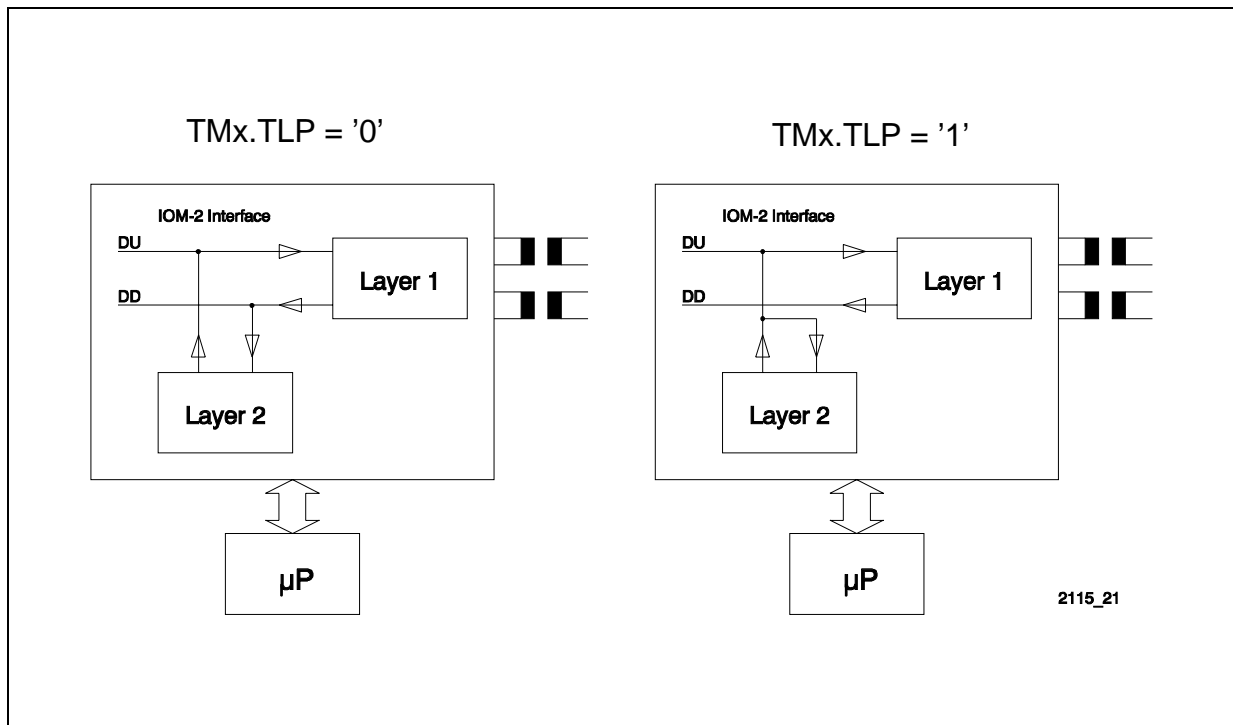 TMx.TLP = ’0’
TMx.TLP = ’1’
IOM-2 Interface
DU
DD
Layer 1
Layer 2
µP
IOM-2 Interface
DU
DD
Layer 1
Layer 2
µP
2115_21